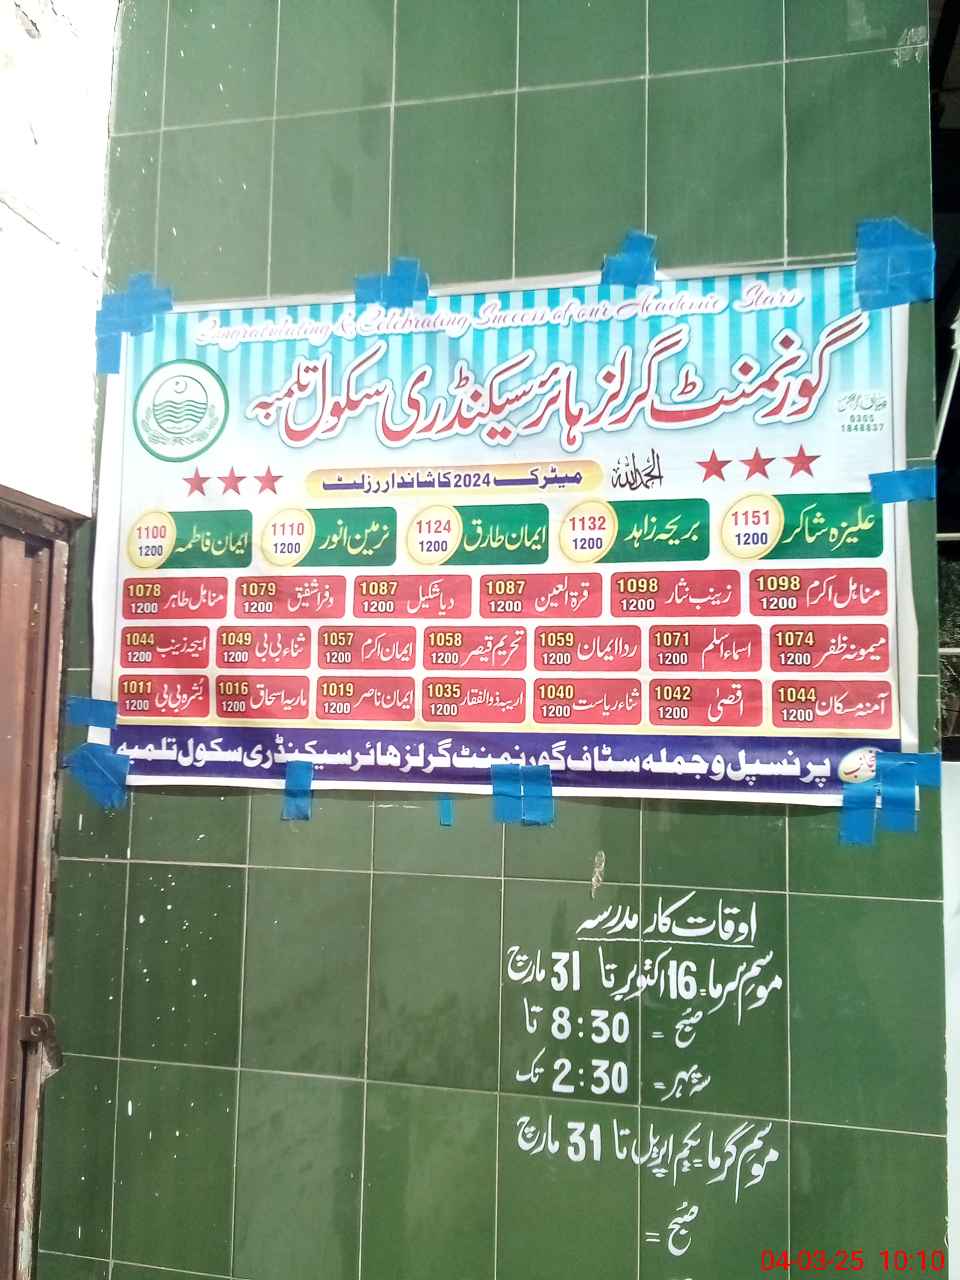 Congratulating & Celebrating Success of our Academic Stars
گورنمنٹ گرلز ہائر سیکنڈری سکول تلمبہ
0305
1848837
الحمدللہ
میٹرک 2024 کا شاندار رزلٹ
علیزہ شاکر 1151 1200 بریحہ زاہد 1132 1200 ایمان طارق 1124 1200 نرمین انور 1110 1200 ایمان فاطمہ 1100 1200
مناہل اکرم 1098 1200 زینب نثار 1098 1200 قرۃ العین 1087 1200 دیا شکیل 1087 1200 وفرا شفیق 1079 1200 مناہل طاہر 1078 1200
میمونہ ظفر 1074 1200 اسماء اسلم 1071 1200 ردا ایمان 1059 1200 تحریم قیصر 1058 1200 ایمان اکرم 1057 1200 ثناء بی بی 1049 1200 ابیحہ زینب 1044 1200
آمنہ مسکان 1044 1200 اقصیٰ 1042 1200 ثناء ریاست 1040 1200 اریبہ ذوالفقار 1035 1200 ایمان ناصر 1019 1200 ماریہ اسحاق 1016 1200 بُشرہ بی بی 1011 1200
منجانب پرنسپل و جملہ سٹاف گورنمنٹ گرلز ہائر سیکنڈری سکول تلمبہ
اوقات کار مدرسہ
موسم سرما = 16 اکتوبر تا 31 مارچ
صبح = 8:30 تا
سہ پہر = 2:30 تک
موسم گرما = یکم اپریل تا 31 مارچ
صبح =
04-03-25 10:10